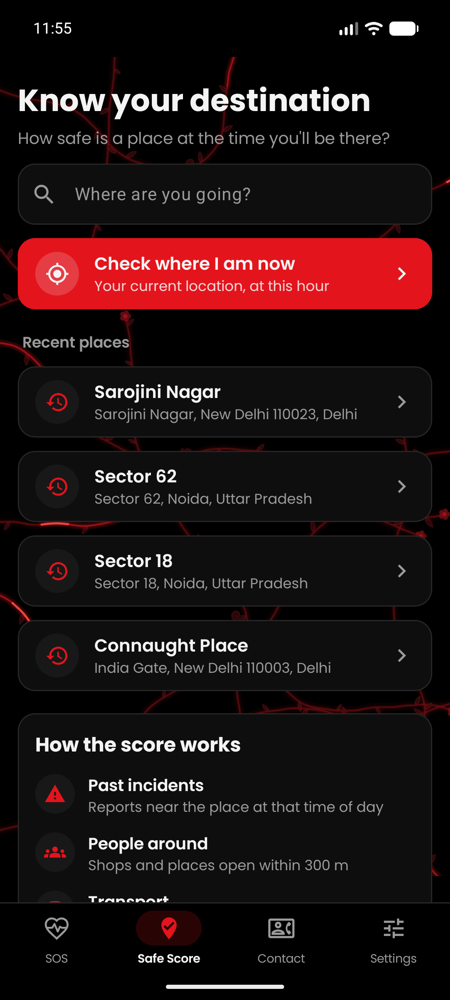 11:55
Know your destination
How safe is a place at the time you'll be there?
Where are you going?
Check where I am now
Your current location, at this hour
Recent places
Sarojini Nagar
Sarojini Nagar, New Delhi 110023, Delhi
Sector 62
Sector 62, Noida, Uttar Pradesh
Sector 18
Sector 18, Noida, Uttar Pradesh
Connaught Place
India Gate, New Delhi 110003, Delhi
How the score works
Past incidents
Reports near the place at that time of day
People around
Shops and places open within 300 m
Transport
SOS
Safe Score
Contact
Settings